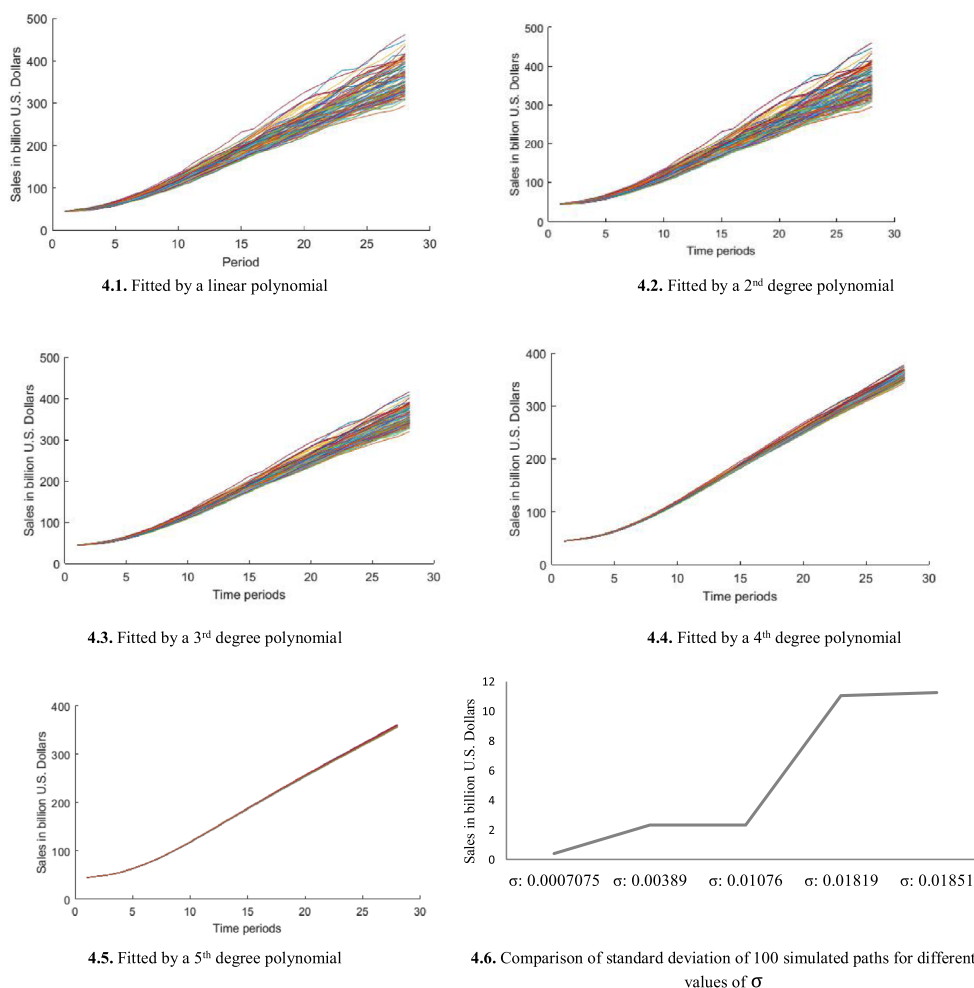 500
400
300
200
100
0
Sales in billion U.S. Dollars
0 5 10 15 20 25 30
Period
4.1. Fitted by a linear polynomial
500
400
300
200
100
0
Sales in billion U.S. Dollars
0 5 10 15 20 25 30
Time periods
4.2. Fitted by a 2nd degree polynomial
500
400
300
200
100
0
Sales in billion U.S. Dollars
0 5 10 15 20 25 30
Time periods
4.3. Fitted by a 3rd degree polynomial
400
300
200
100
0
Sales in billion U.S. Dollars
0 5 10 15 20 25 30
Time periods
4.4. Fitted by a 4th degree polynomial
400
300
200
100
0
Sales in billion U.S. Dollars
0 5 10 15 20 25 30
Time periods
4.5. Fitted by a 5th degree polynomial
12
10
8
6
4
2
0
Sales in billion U.S. Dollars
σ: 0.0007075 σ: 0.00389 σ: 0.01076 σ: 0.01819 σ: 0.01851
4.6. Comparison of standard deviation of 100 simulated paths for different
values of σ